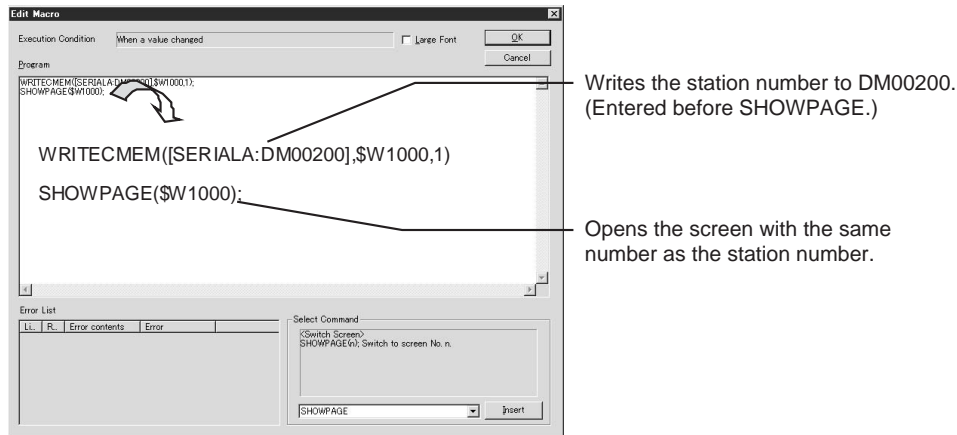 Edit Macro
Execution Condition When a value changed Large Font OK
Cancel
Program
WRITECMEM([SERIALA:DM00200],$W1000,1);
SHOWPAGE($W1000);
Writes the station number to DM00200.
(Entered before SHOWPAGE.)
WRITECMEM([SERIALA:DM00200],$W1000,1)
SHOWPAGE($W1000);
Opens the screen with the same
number as the station number.
Error List
Li.. R.. Error contents Error
Select Command
<Switch Screen>
SHOWPAGE(n); Switch to screen No. n.
SHOWPAGE Insert